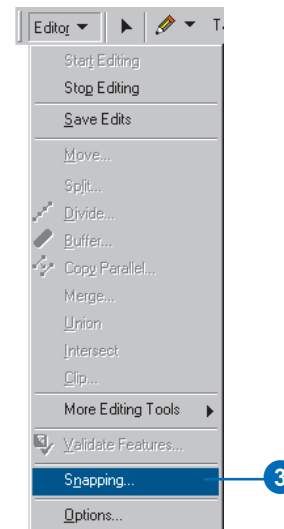 Editor
Start Editing
Stop Editing
Save Edits
Move...
Split...
Divide...
Buffer...
Copy Parallel...
Merge...
Union
Intersect
Clip...
More Editing Tools
Validate Features...
Snapping...
3
Options...